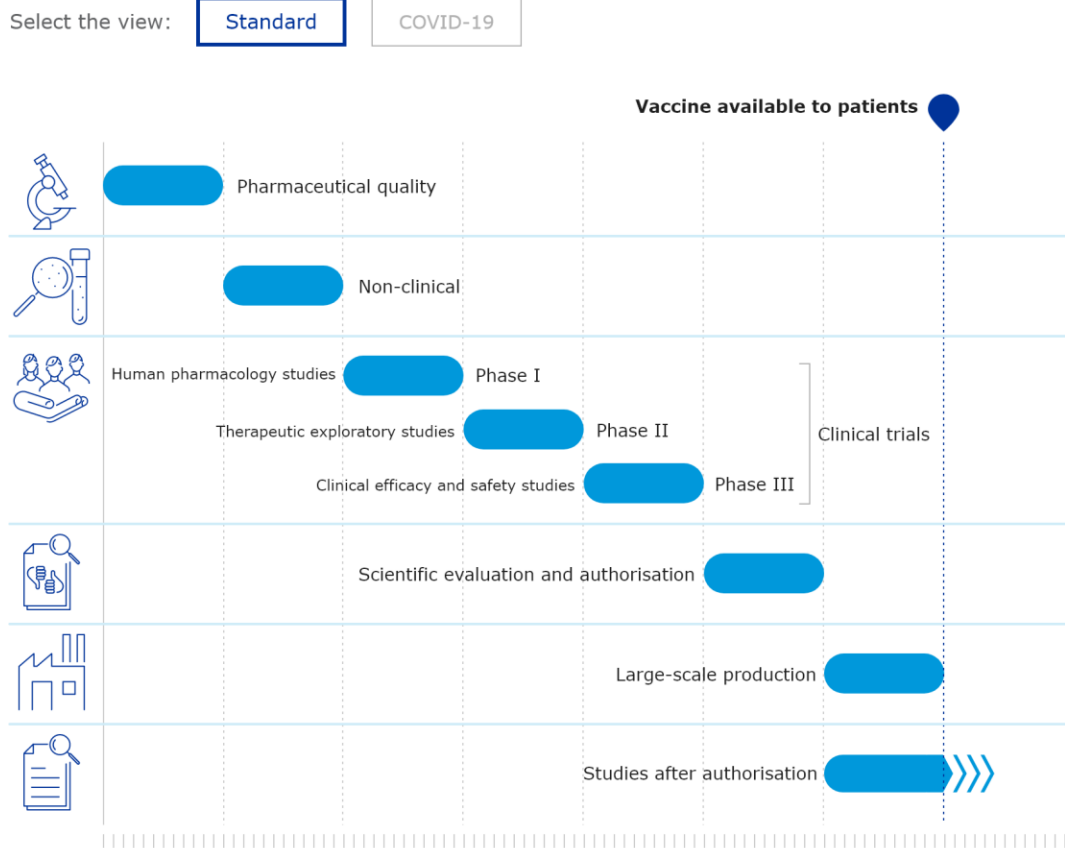 Select the view:
Standard
COVID-19
Vaccine available to patients
Pharmaceutical quality
Non-clinical
Human pharmacology studies
Phase I
Therapeutic exploratory studies
Phase II
Clinical trials
Clinical efficacy and safety studies
Phase III
Scientific evaluation and authorisation
Large-scale production
Studies after authorisation